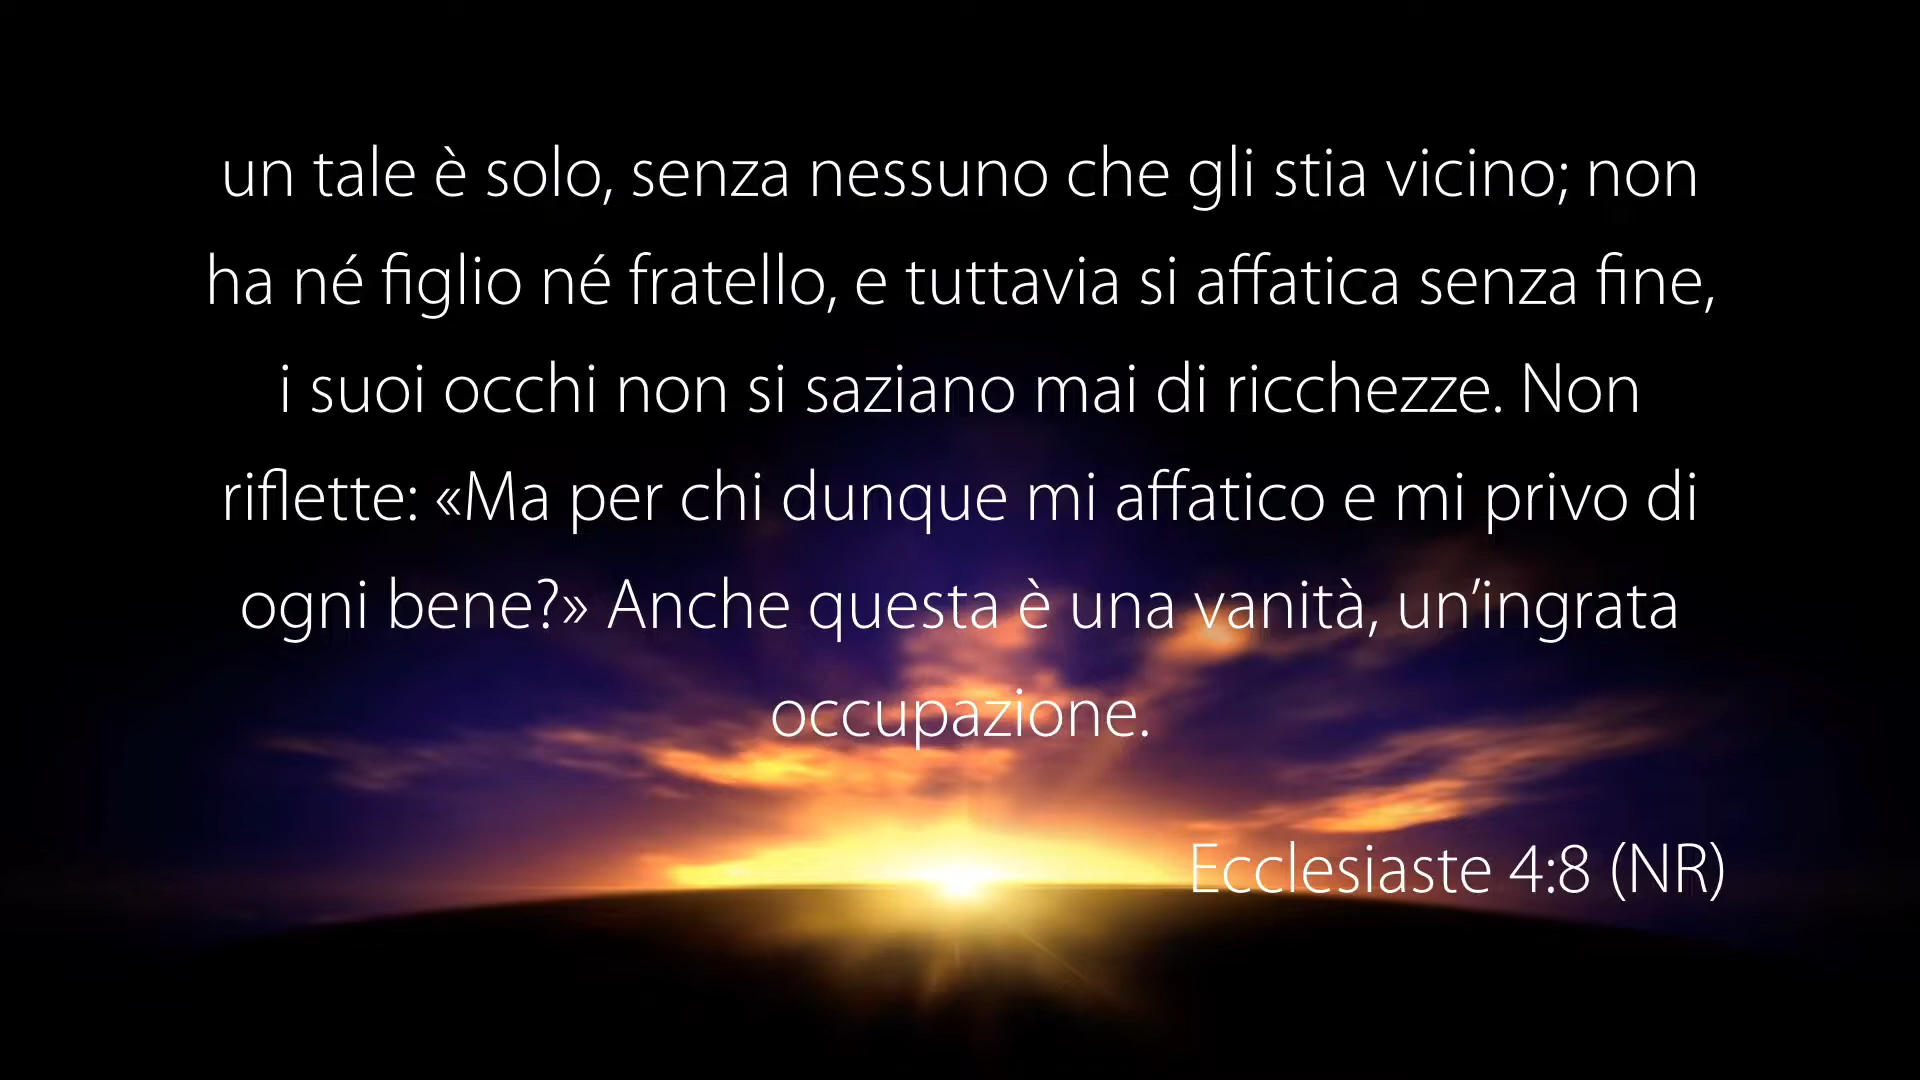 un tale è solo, senza nessuno che gli stia vicino; non
ha né figlio né fratello, e tuttavia si affatica senza fine,
i suoi occhi non si saziano mai di ricchezze. Non
riflette: «Ma per chi dunque mi affatico e mi privo di
ogni bene?» Anche questa è una vanità, un’ingrata
occupazione.
Ecclesiaste 4:8 (NR)